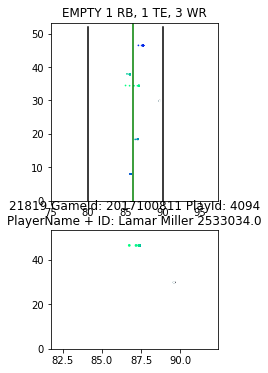 EMPTY 1 RB, 1 TE, 3 WR
50
40
30
20
10
0
75 80 85 90 95
21819 GameId: 2017100811 PlayId: 4094
PlayerName + ID: Lamar Miller 2533034.0
40
20
0
82.5 85.0 87.5 90.0